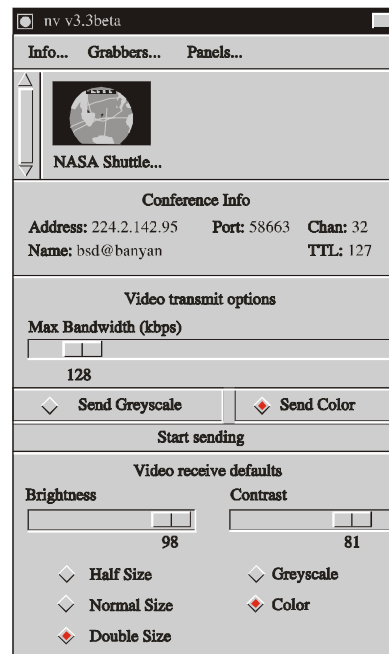 nv v3.3beta
Info... Grabbers... Panels...
NASA Shuttle...
Conference Info
Address: 224.2.142.95 Port: 58663 Chan: 32
Name: bsd@banyan TTL: 127
Video transmit options
Max Bandwidth (kbps)
128
Send Greyscale Send Color
Start sending
Video receive defaults
Brightness Contrast
98 81
Half Size Greyscale
Normal Size Color
Double Size